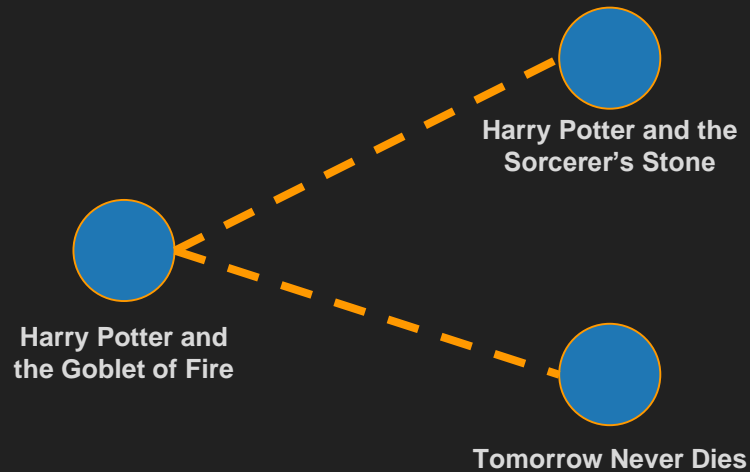 Harry Potter and the
Sorcerer’s Stone
Harry Potter and
the Goblet of Fire
Tomorrow Never Dies